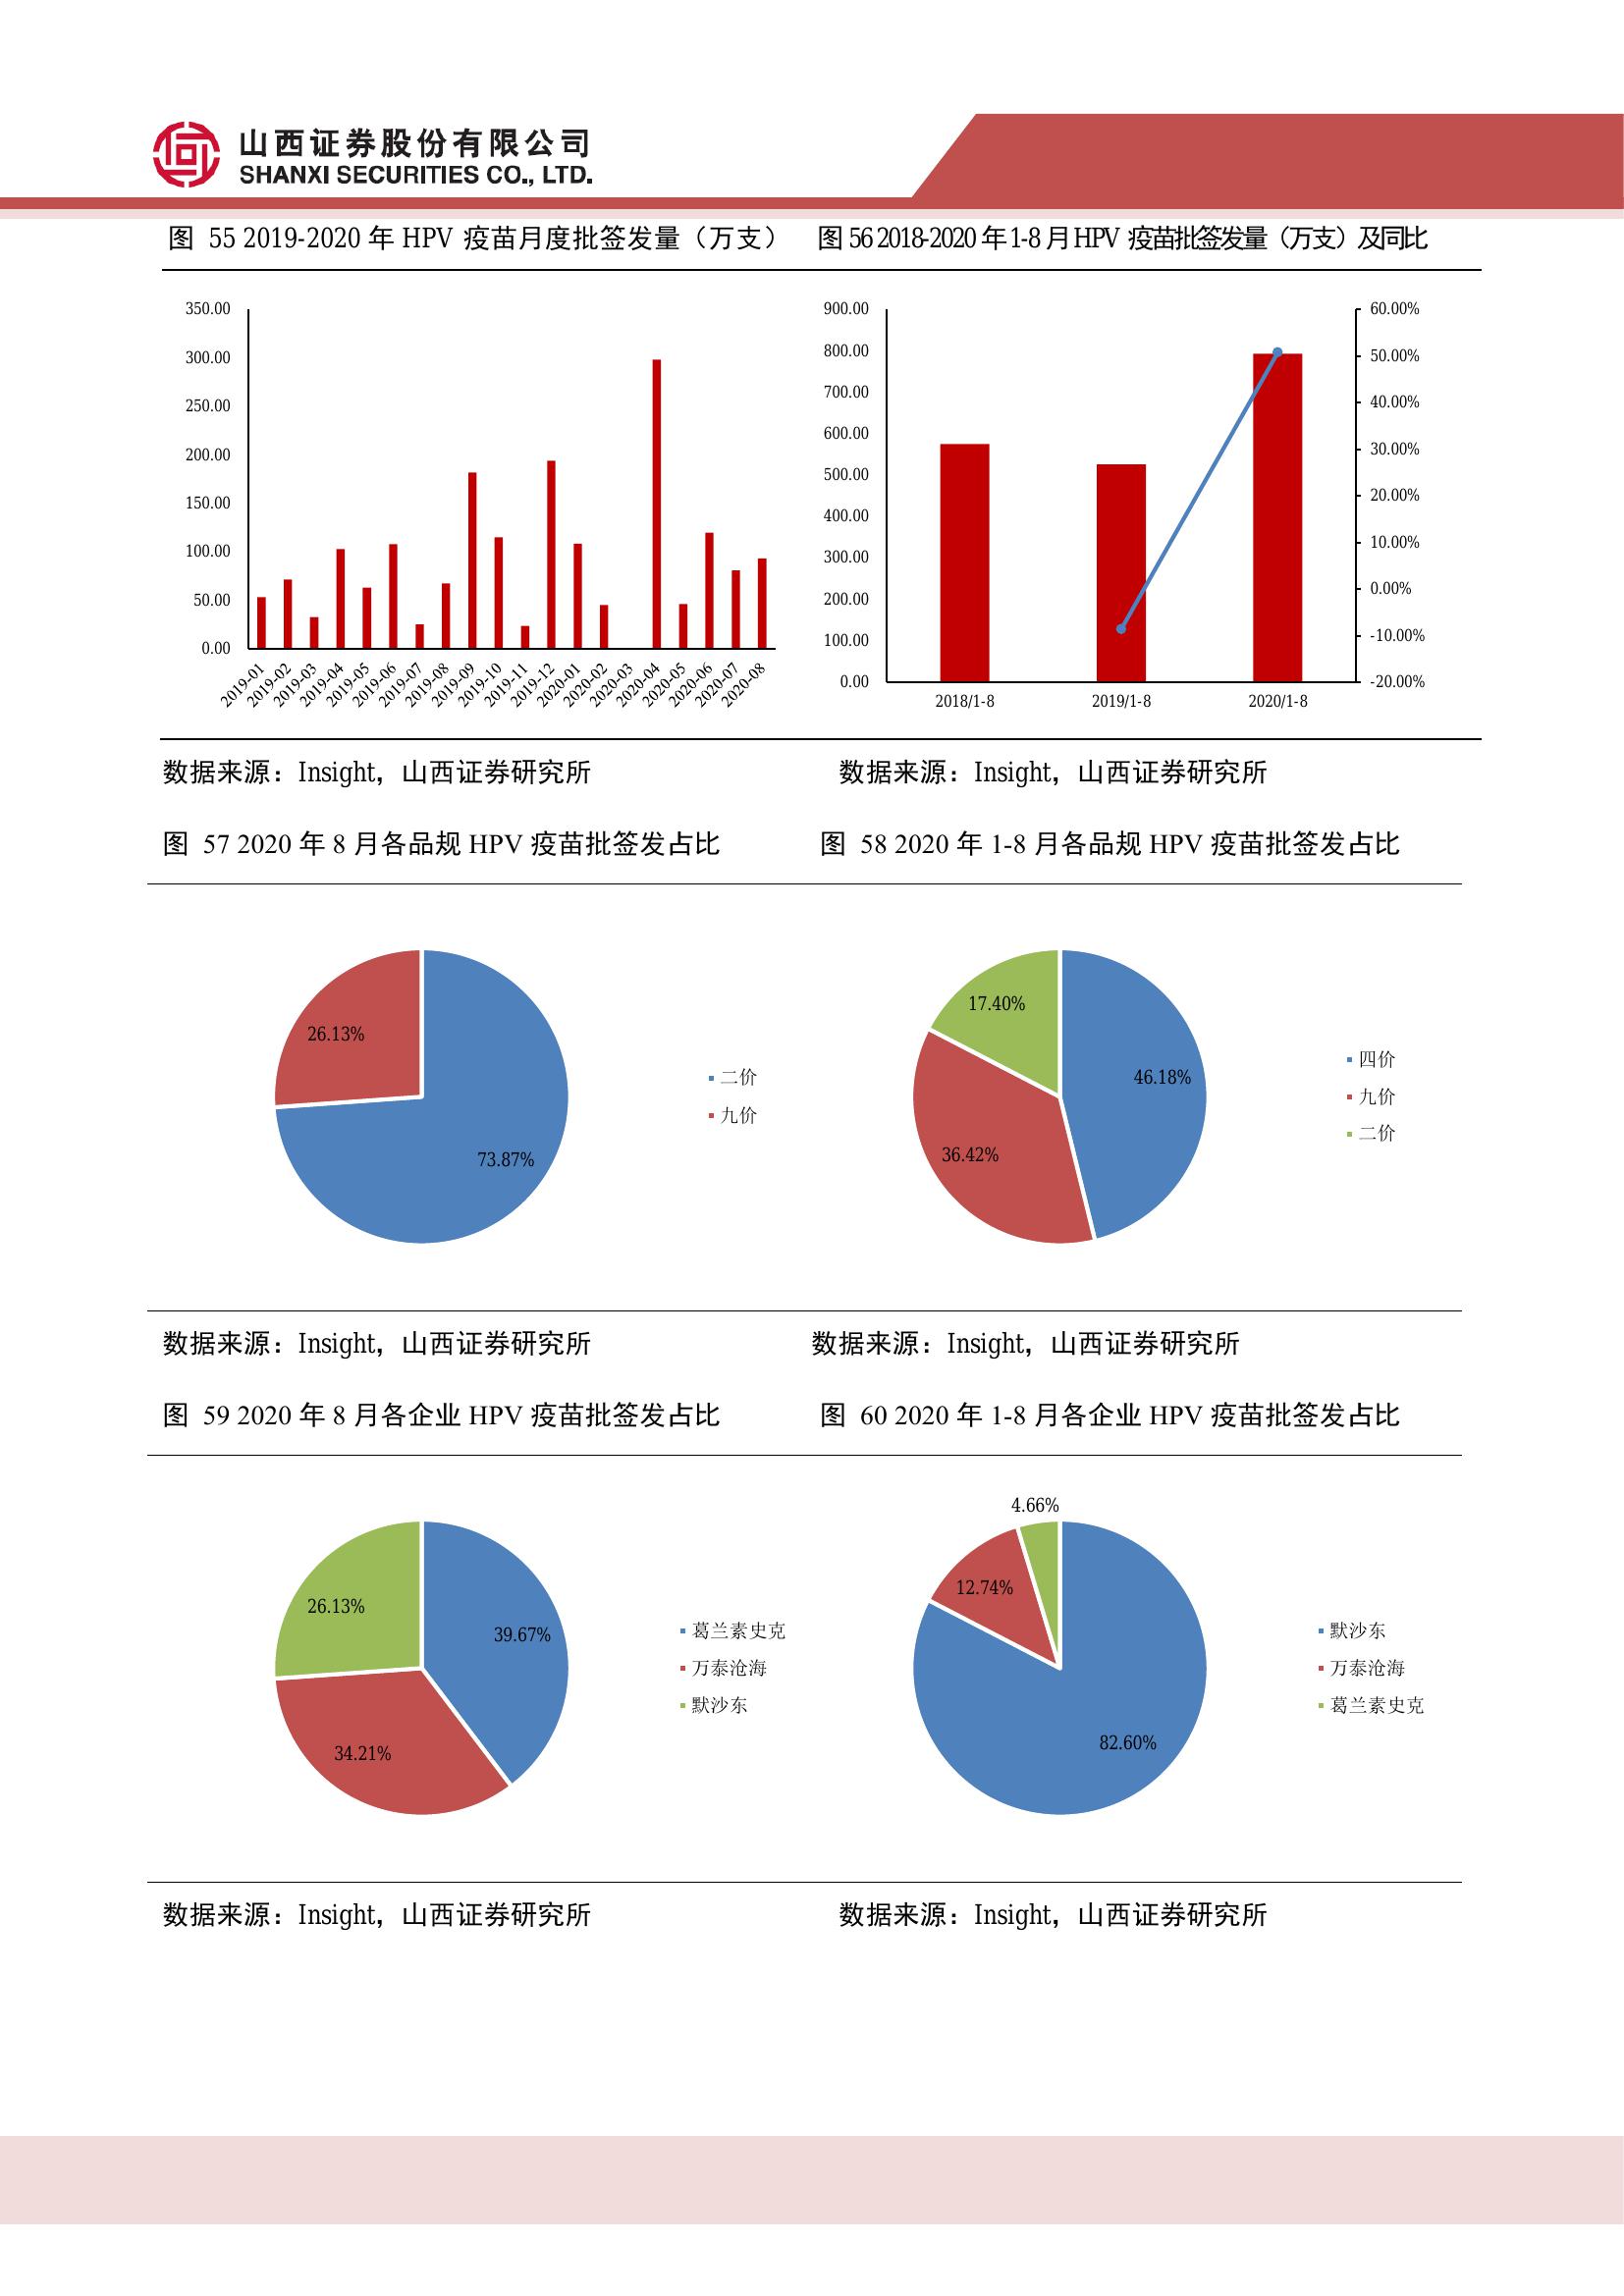 山西证券股份有限公司
SHANXI SECURITIES CO., LTD.
图 55 2019-2020 年 HPV 疫苗月度批签发量（万支）
图 56 2018-2020 年 1-8 月 HPV 疫苗批签发量（万支）及同比
350.00
300.00
250.00
200.00
150.00
100.00
50.00
0.00
2019-01
2019-02
2019-03
2019-04
2019-05
2019-06
2019-07
2019-08
2019-09
2019-10
2019-11
2019-12
2020-01
2020-02
2020-03
2020-04
2020-05
2020-06
2020-07
2020-08
900.00
800.00
700.00
600.00
500.00
400.00
300.00
200.00
100.00
0.00
60.00%
50.00%
40.00%
30.00%
20.00%
10.00%
0.00%
-10.00%
-20.00%
2018/1-8
2019/1-8
2020/1-8
数据来源：Insight，山西证券研究所
数据来源：Insight，山西证券研究所
图 57 2020 年 8 月各品规 HPV 疫苗批签发占比
图 58 2020 年 1-8 月各品规 HPV 疫苗批签发占比
26.13%
73.87%
二价
九价
17.40%
46.18%
36.42%
四价
九价
二价
数据来源：Insight，山西证券研究所
数据来源：Insight，山西证券研究所
图 59 2020 年 8 月各企业 HPV 疫苗批签发占比
图 60 2020 年 1-8 月各企业 HPV 疫苗批签发占比
26.13%
39.67%
34.21%
葛兰素史克
万泰沧海
默沙东
4.66%
12.74%
82.60%
默沙东
万泰沧海
葛兰素史克
数据来源：Insight，山西证券研究所
数据来源：Insight，山西证券研究所